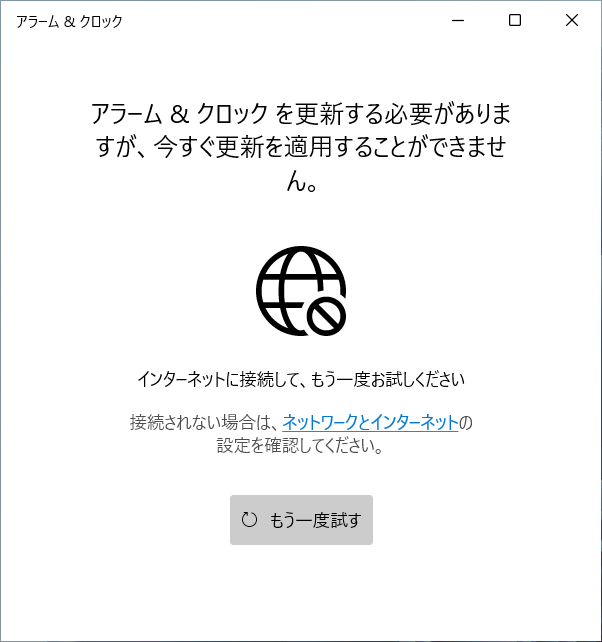 アラーム & クロック
アラーム & クロック を更新する必要がありま
すが、今すぐ更新を適用することができませ
ん。
インターネットに接続して、もう一度お試しください
接続されない場合は、ネットワークとインターネットの
設定を確認してください。
もう一度試す